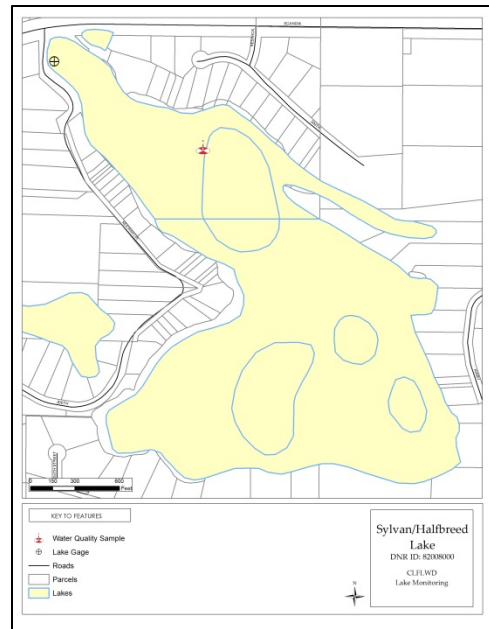 0 150 300 600
Feet
KEY TO FEATURES
Water Quality Sample
Lake Gage
Roads
Parcels
Lakes
N
Sylvan/Halfbreed
Lake
DNR ID: 82008000
CLFLWD
Lake Monitoring